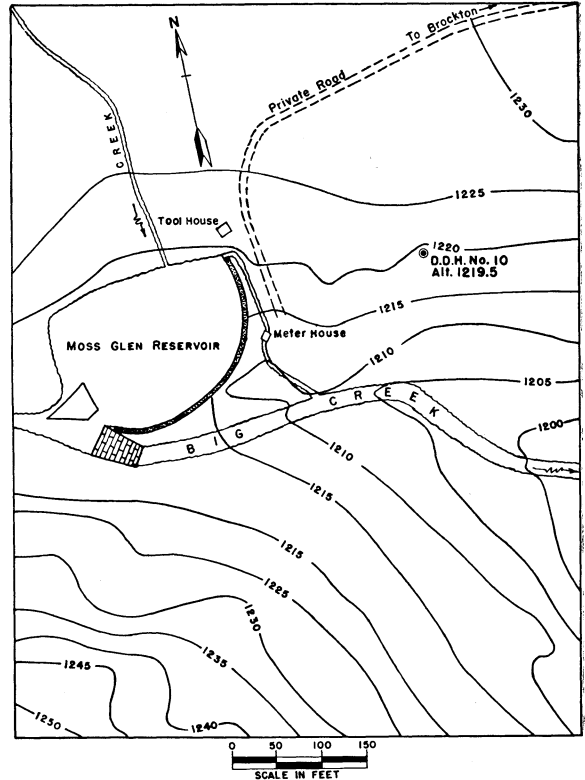 N
To Brockton
Private Road
1230
CREEK
1225
Tool House
1220
D.D.H. No. 10
Alt. 1219.5
1215
MOSS GLEN RESERVOIR
Meter House
1210
1205
BIG CREEK
1200
1210
1215
1215
1225
1230
1235
1245
1250
1240
0 50 100 150
SCALE IN FEET